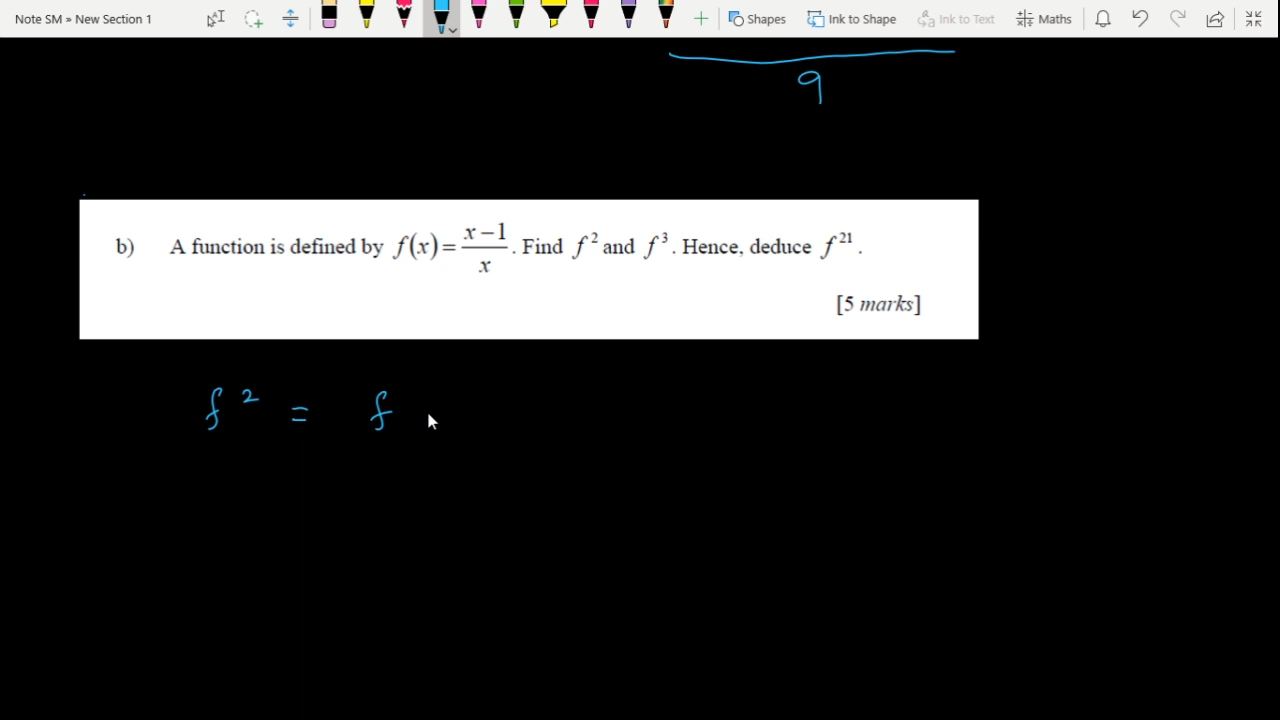 Note SM » New Section 1
Shapes Ink to Shape Ink to Text Maths
9
b) A function is defined by f(x)=\frac{x-1}{x}. Find f² and f³. Hence, deduce f²¹.
[5 marks]
f² = f